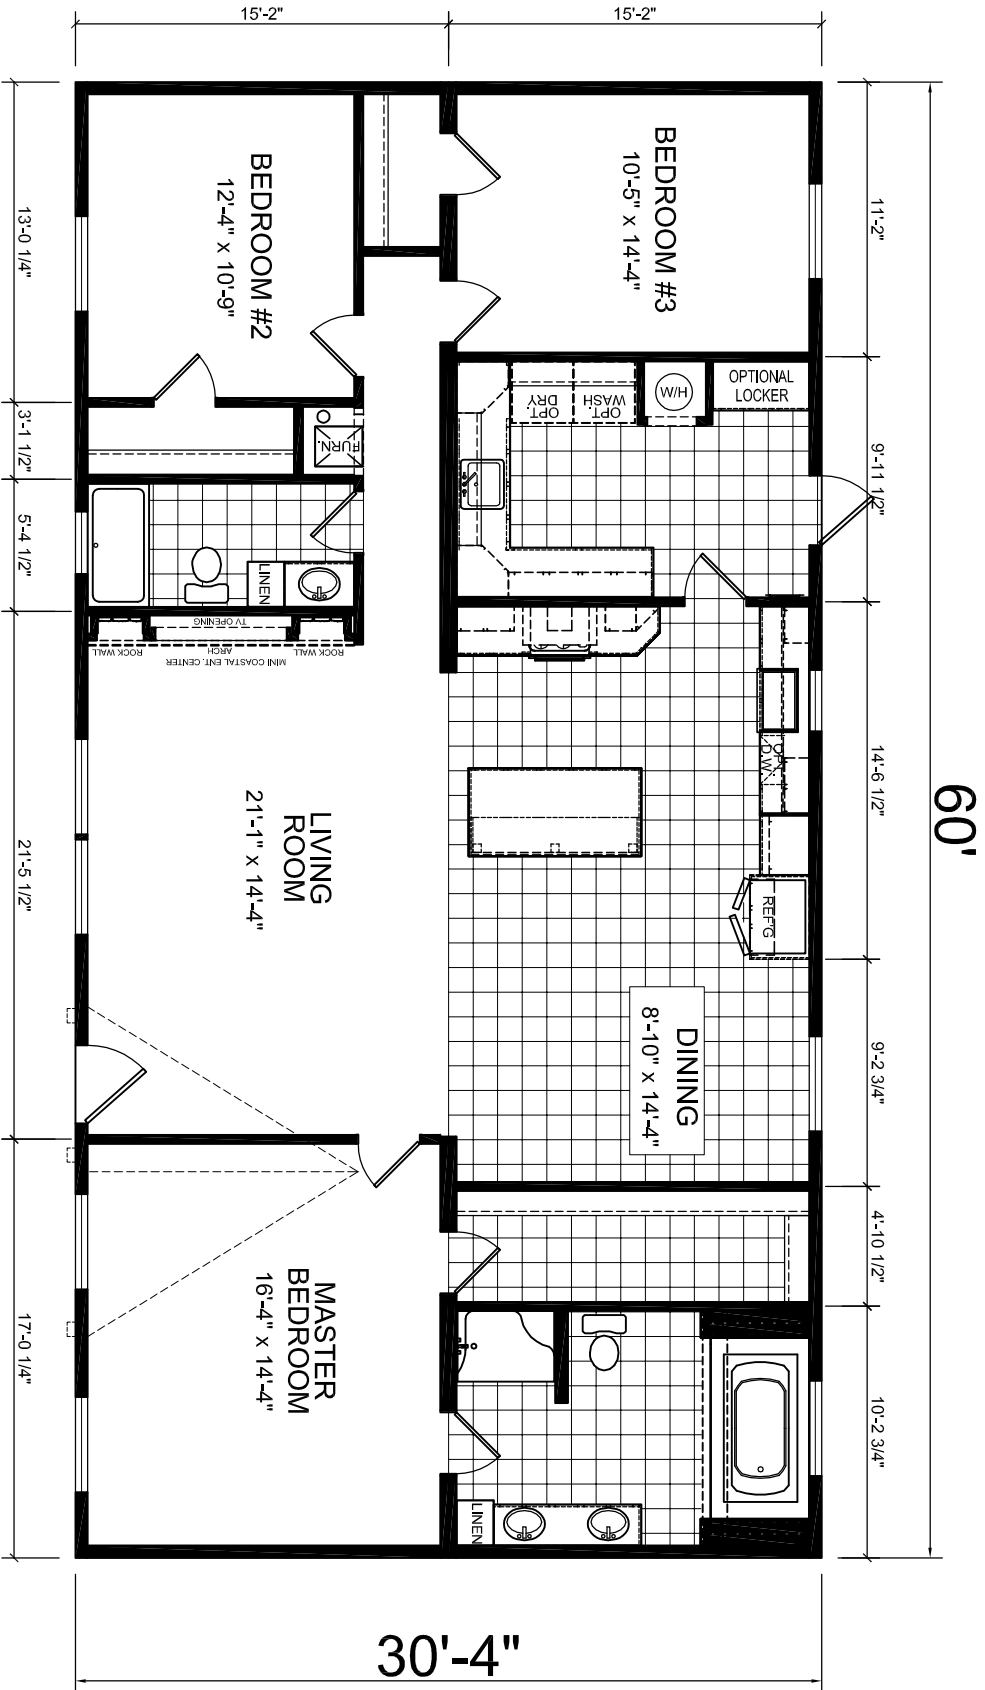 15'-2"
15'-2"
60'
30'-4"
11'-2"
9'-11 1/2"
14'-6 1/2"
9'-2 3/4"
4'-10 1/2"
10'-2 3/4"
13'-0 1/4"
3'-1 1/2"
5'-4 1/2"
21'-5 1/2"
17'-0 1/4"
BEDROOM #3
10'-5" x 14'-4"
BEDROOM #2
12'-4" x 10'-9"
OPTIONAL
LOCKER
W/H
OPT.
WASH
OPT.
DRY
FURN.
LINEN
TV OPENING
ROCK WALL
ARCH
ROCK WALL
MINI COASTAL ENT. CENTER
OPT.
D.W.
REF'G
LIVING
ROOM
21'-1" x 14'-4"
DINING
8'-10" x 14'-4"
MASTER
BEDROOM
16'-4" x 14'-4"
LINEN